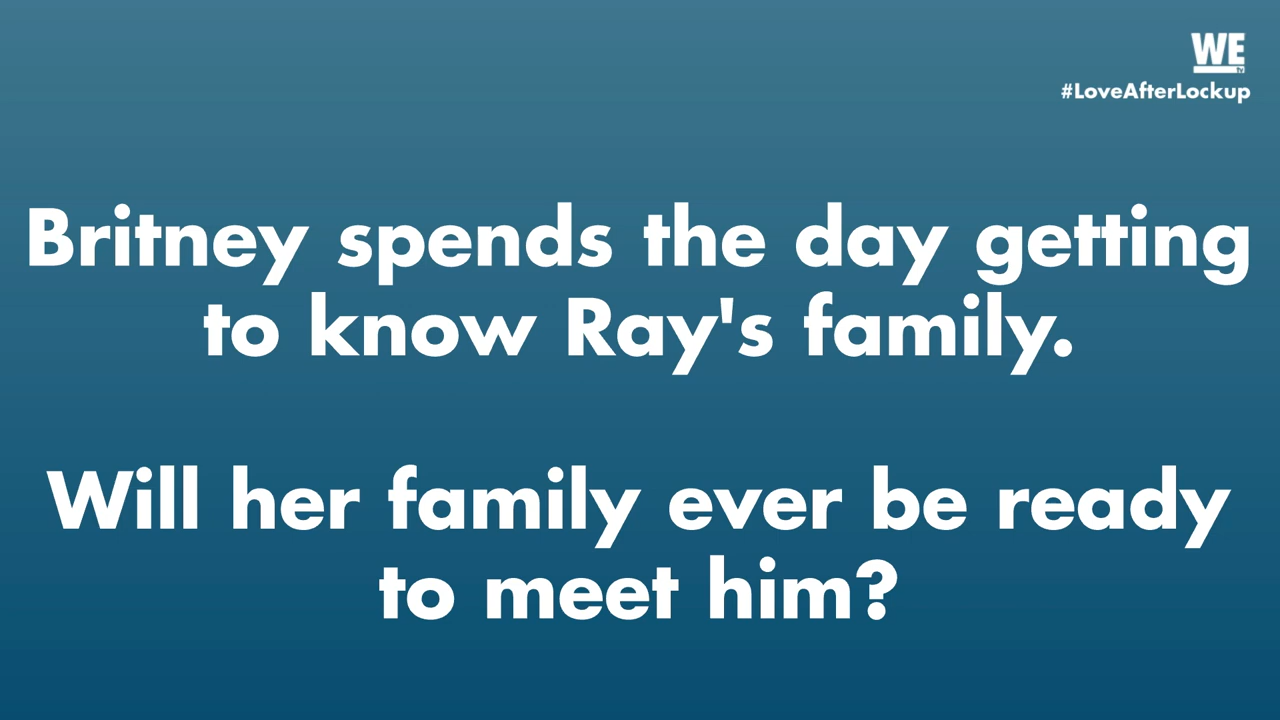 WE
tv
#LoveAfterLockup
Britney spends the day getting
to know Ray's family.
Will her family ever be ready
to meet him?